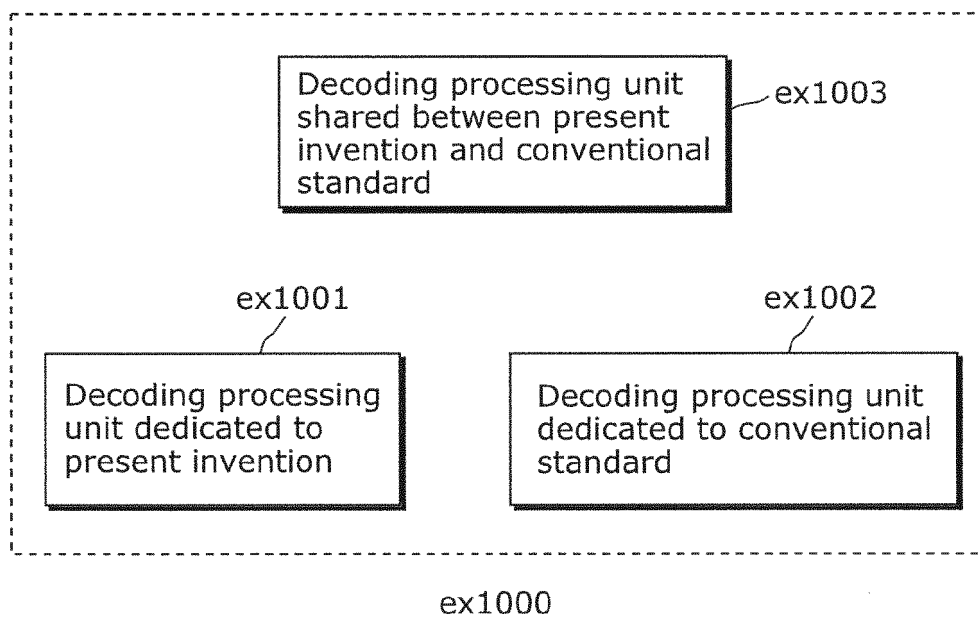 Decoding processing unit
shared between present
invention and conventional
standard
ex1003
ex1001
ex1002
Decoding processing
unit dedicated to
present invention
Decoding processing unit
dedicated to conventional
standard
ex1000